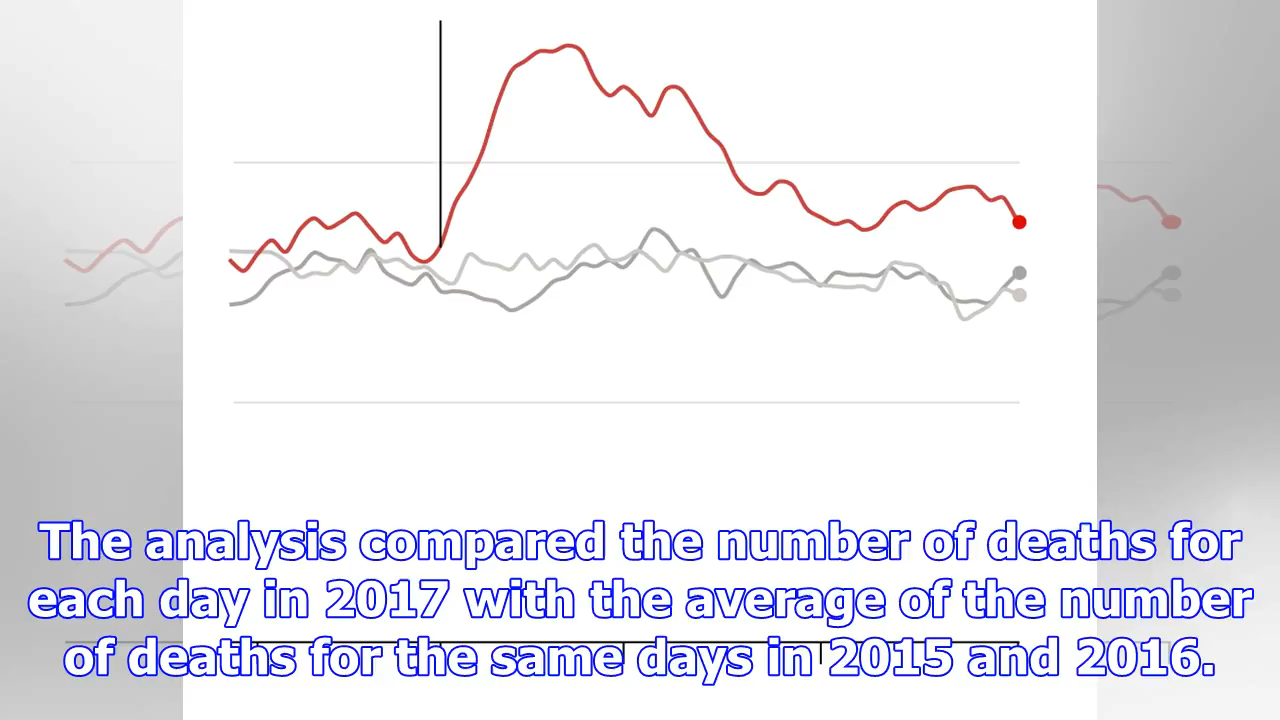 The analysis compared the number of deaths for
each day in 2017 with the average of the number
of deaths for the same days in 2015 and 2016.